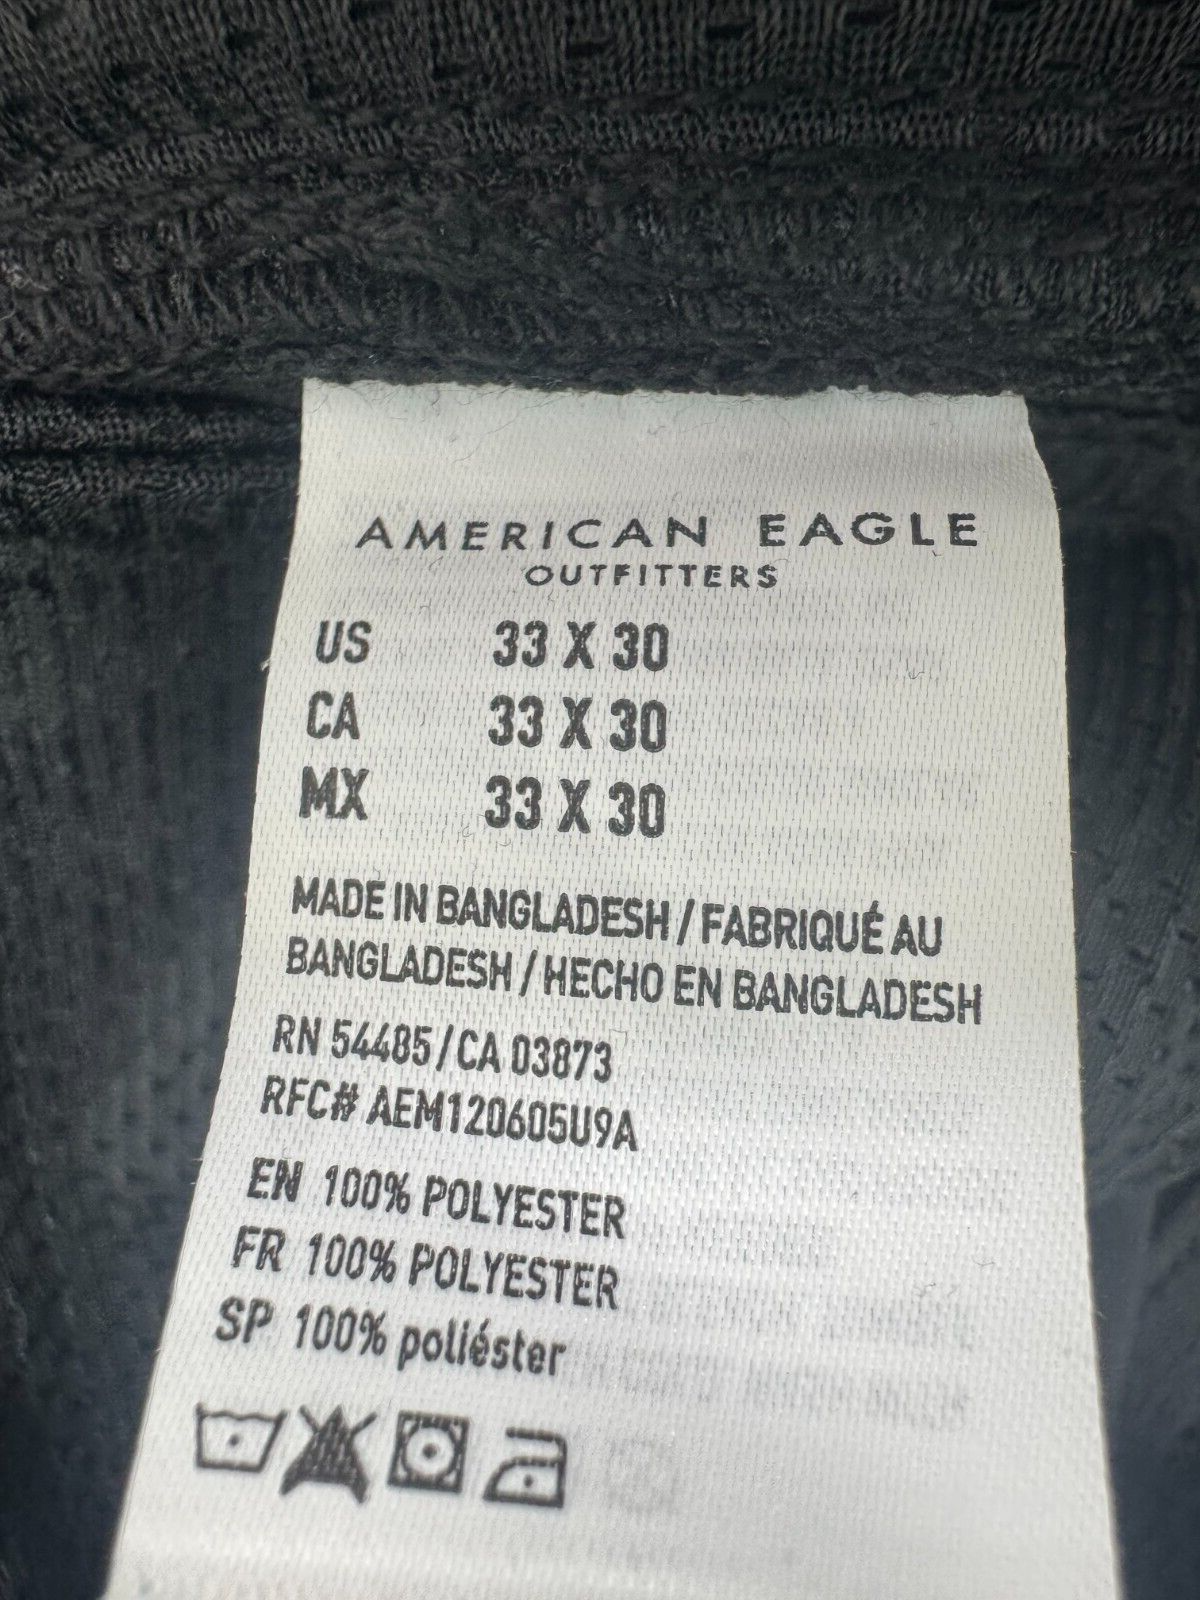 AMERICAN EAGLE
OUTFITTERS
US 33 X 30
CA 33 X 30
MX 33 X 30
MADE IN BANGLADESH / FABRIQUÉ AU
BANGLADESH / HECHO EN BANGLADESH
RN 54485 / CA 03873
RFC# AEM120605U9A
EN 100% POLYESTER
FR 100% POLYESTER
SP 100% poliéster